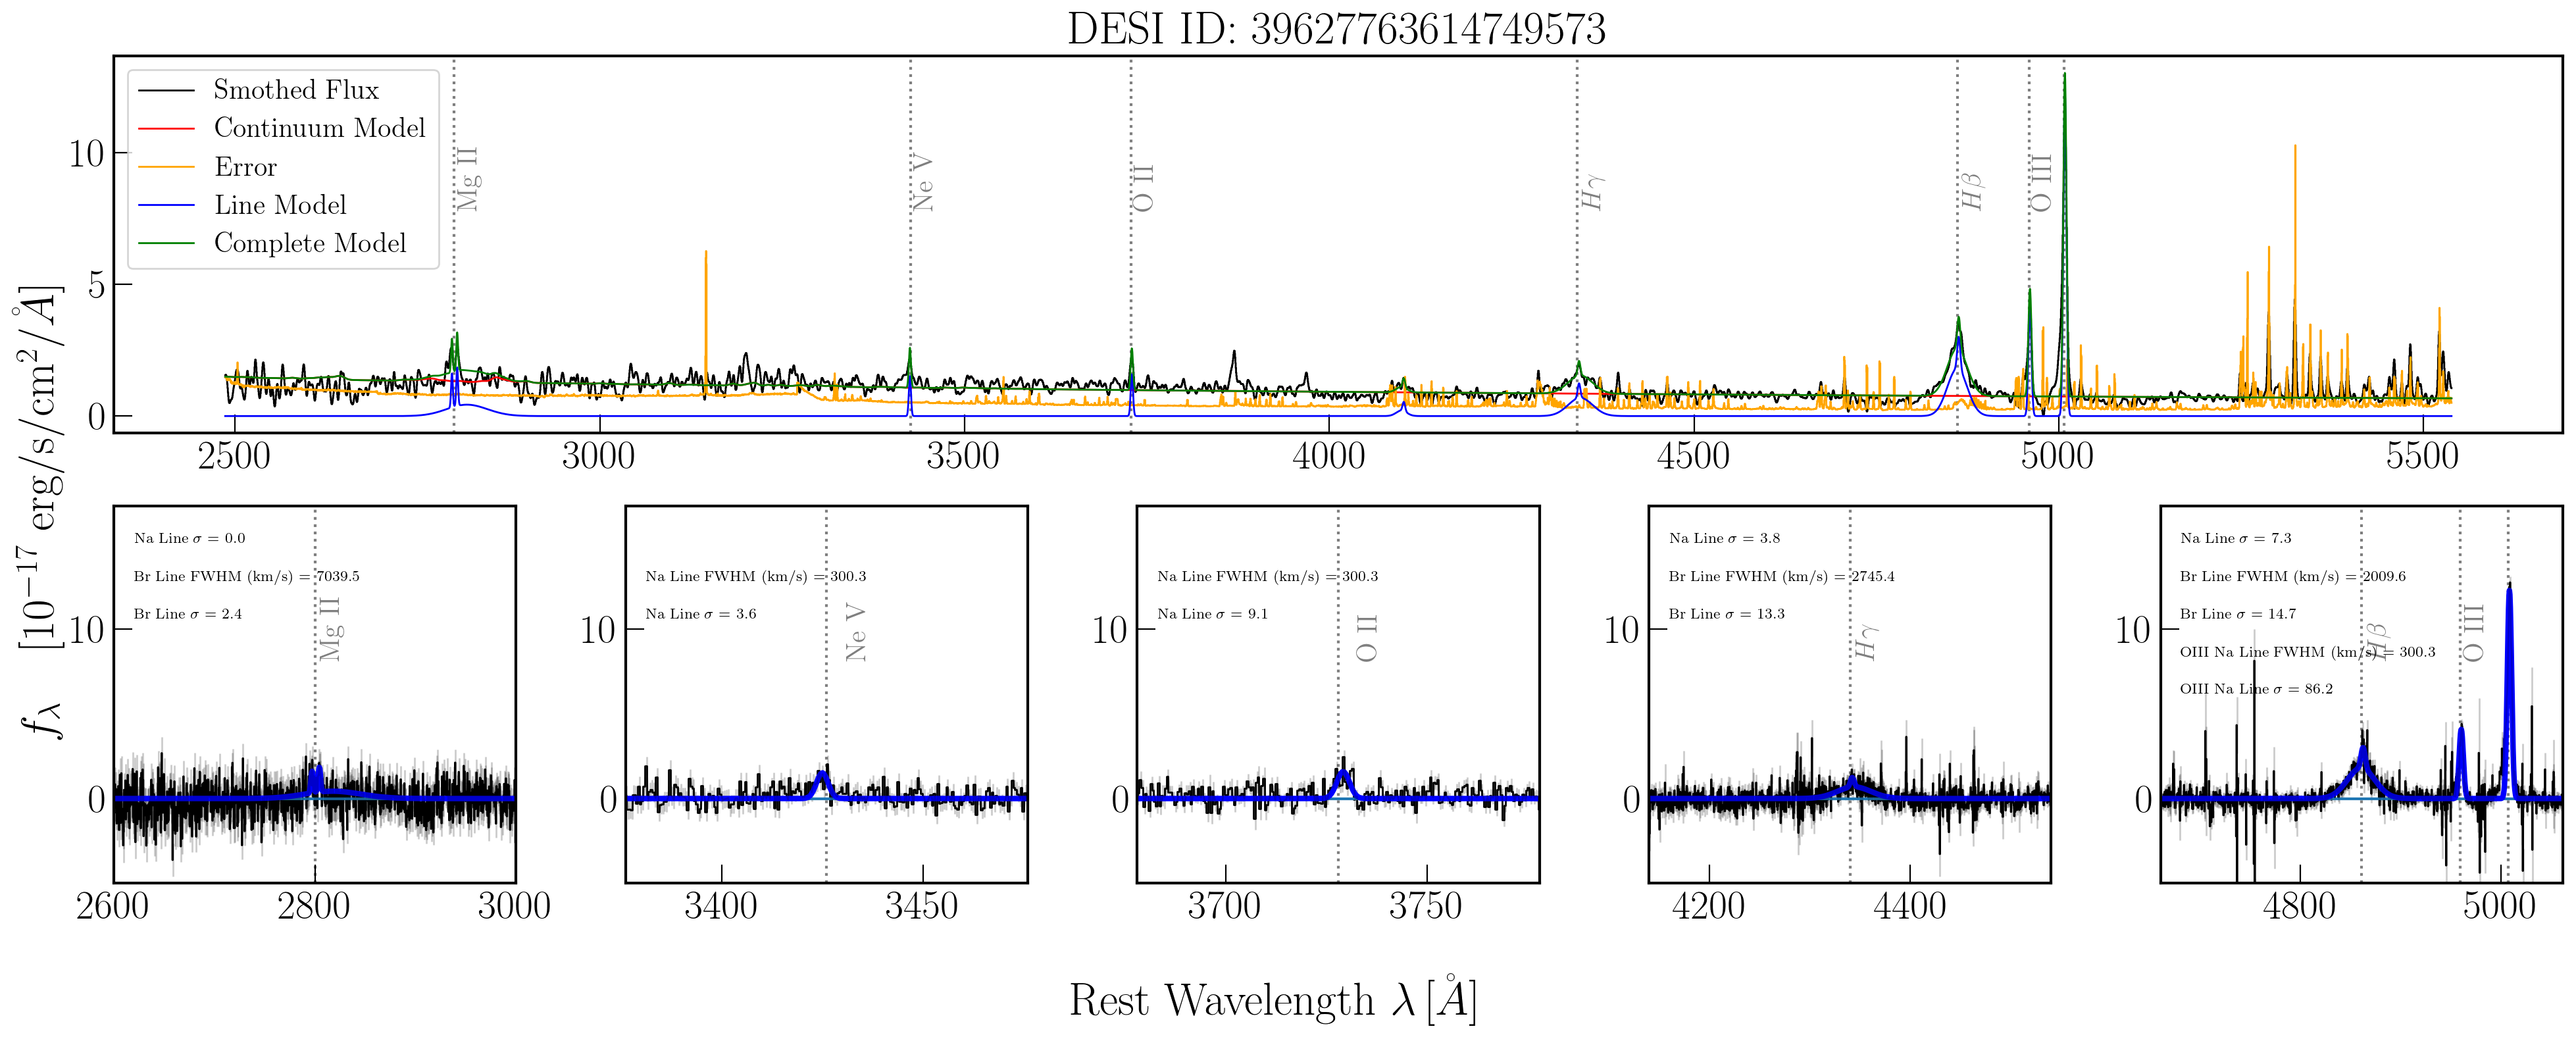 DESI ID: 39627763614749573
Smothed Flux
Continuum Model
Error
Line Model
Complete Model
Mg II
Ne V
O II
Hγ
Hβ
O III
10
5
0
2500 3000 3500 4000 4500 5000 5500
fλ [10⁻¹⁷ erg/s/cm²/Å]
Na Line σ = 0.0
Br Line FWHM (km/s) = 7039.5
Br Line σ = 2.4
Mg II
10
0
2600 2800 3000
Na Line FWHM (km/s) = 300.3
Na Line σ = 3.6
Ne V
10
0
3400 3450
Na Line FWHM (km/s) = 300.3
Na Line σ = 9.1
O II
10
0
3700 3750
Na Line σ = 3.8
Br Line FWHM (km/s) = 2745.4
Br Line σ = 13.3
Hγ
10
0
4200 4400
Na Line σ = 7.3
Br Line FWHM (km/s) = 2009.6
Br Line σ = 14.7
OIII Na Line FWHM (km/s) = 300.3
OIII Na Line σ = 86.2
Hβ
O III
10
0
4800 5000
Rest Wavelength λ [Å]